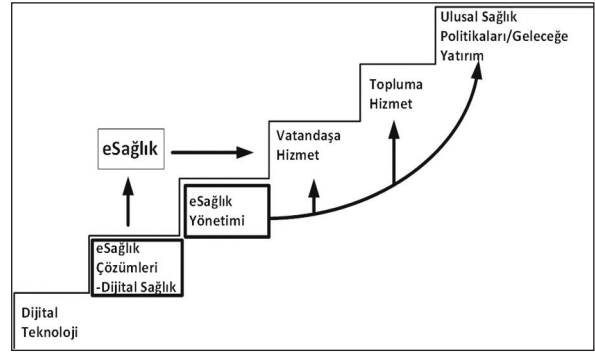 Ulusal Sağlık
Politikaları/Geleceğe
Yatırım
Topluma
Hizmet
Vatandaşa
Hizmet
eSağlık
eSağlık
Yönetimi
eSağlık
Çözümleri
-Dijital Sağlık
Dijital
Teknoloji